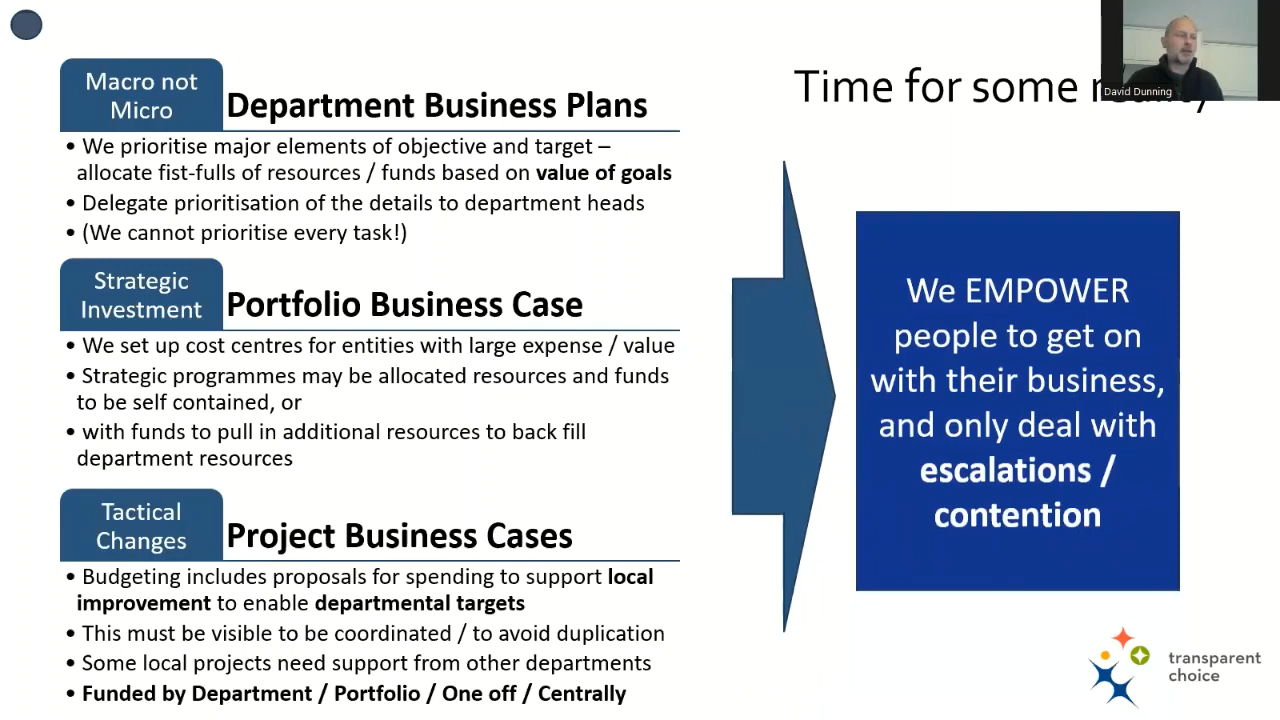 Macro not
Micro
Department Business Plans
• We prioritise major elements of objective and target –
allocate fist-fulls of resources / funds based on value of goals
• Delegate prioritisation of the details to department heads
• (We cannot prioritise every task!)
Strategic
Investment
Portfolio Business Case
• We set up cost centres for entities with large expense / value
• Strategic programmes may be allocated resources and funds
to be self contained, or
• with funds to pull in additional resources to back fill
department resources
Tactical
Changes
Project Business Cases
• Budgeting includes proposals for spending to support local
improvement to enable departmental targets
• This must be visible to be coordinated / to avoid duplication
• Some local projects need support from other departments
• Funded by Department / Portfolio / One off / Centrally
Time for some
David Dunning
We EMPOWER
people to get on
with their business,
and only deal with
escalations /
contention
transparent
choice